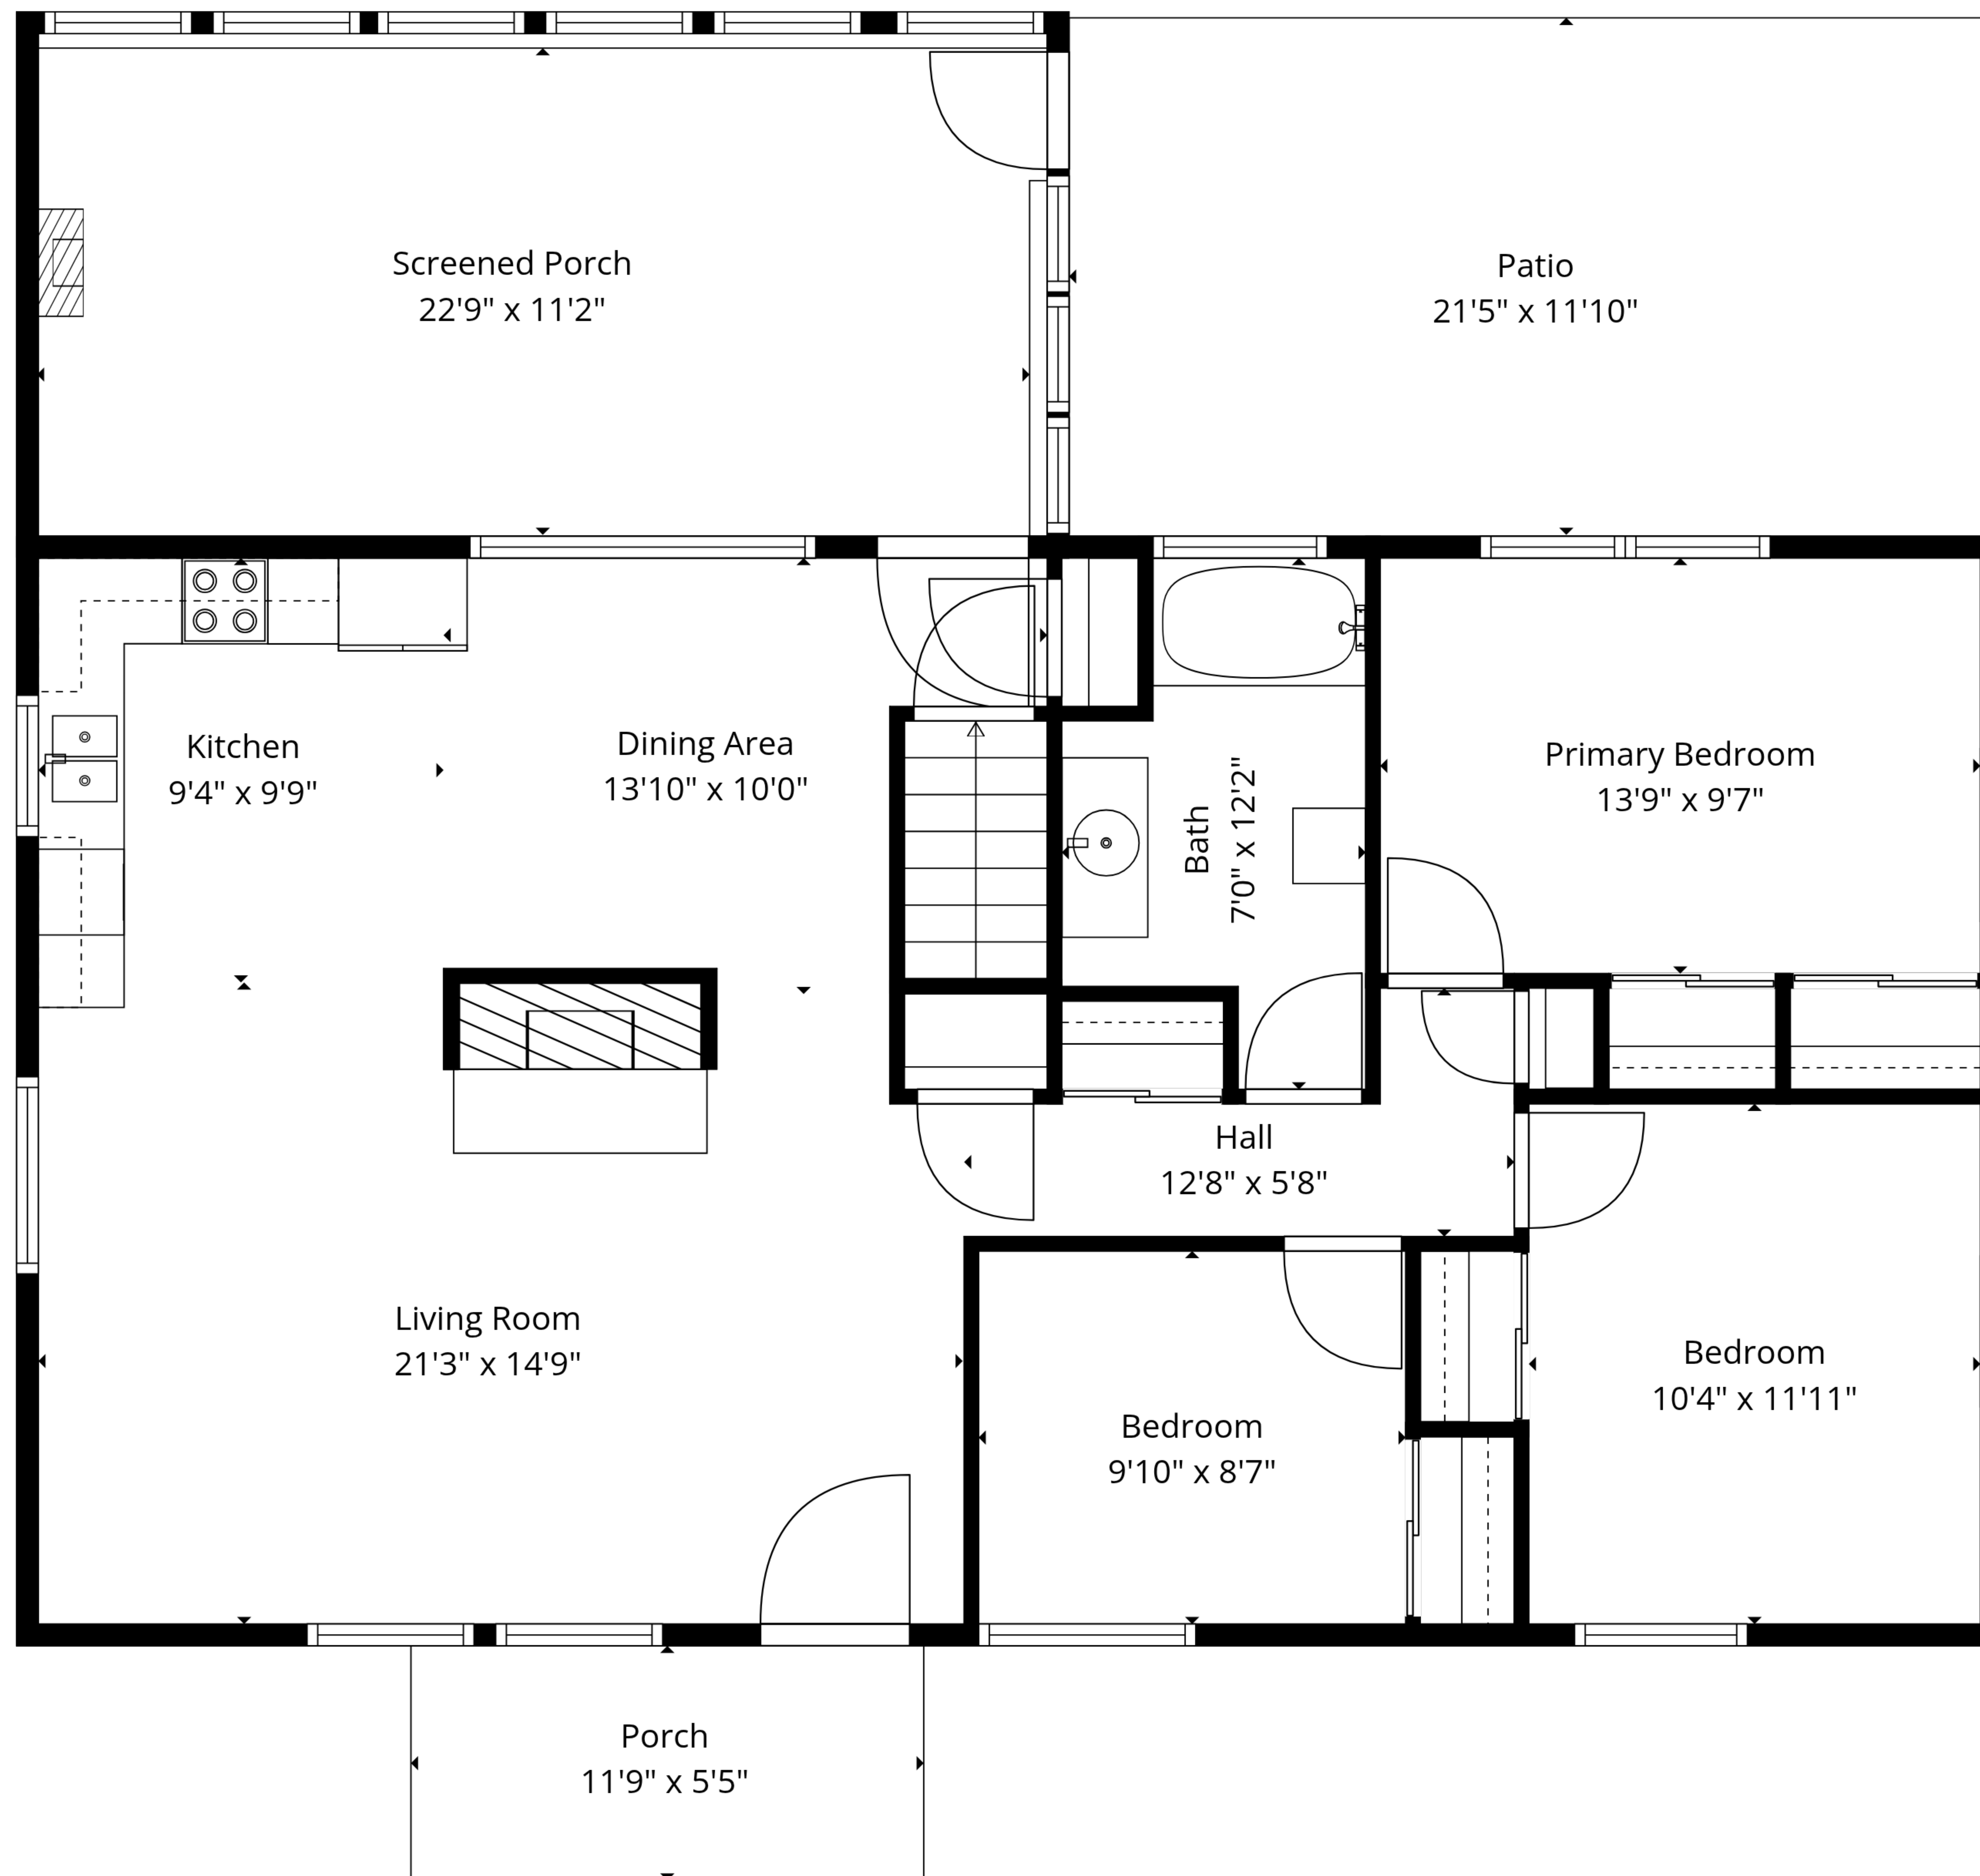 Screened Porch
22'9" x 11'2"
Patio
21'5" x 11'10"
Kitchen
9'4" x 9'9"
Dining Area
13'10" x 10'0"
Bath
7'0" x 12'2"
Primary Bedroom
13'9" x 9'7"
Hall
12'8" x 5'8"
Living Room
21'3" x 14'9"
Bedroom
9'10" x 8'7"
Bedroom
10'4" x 11'11"
Porch
11'9" x 5'5"